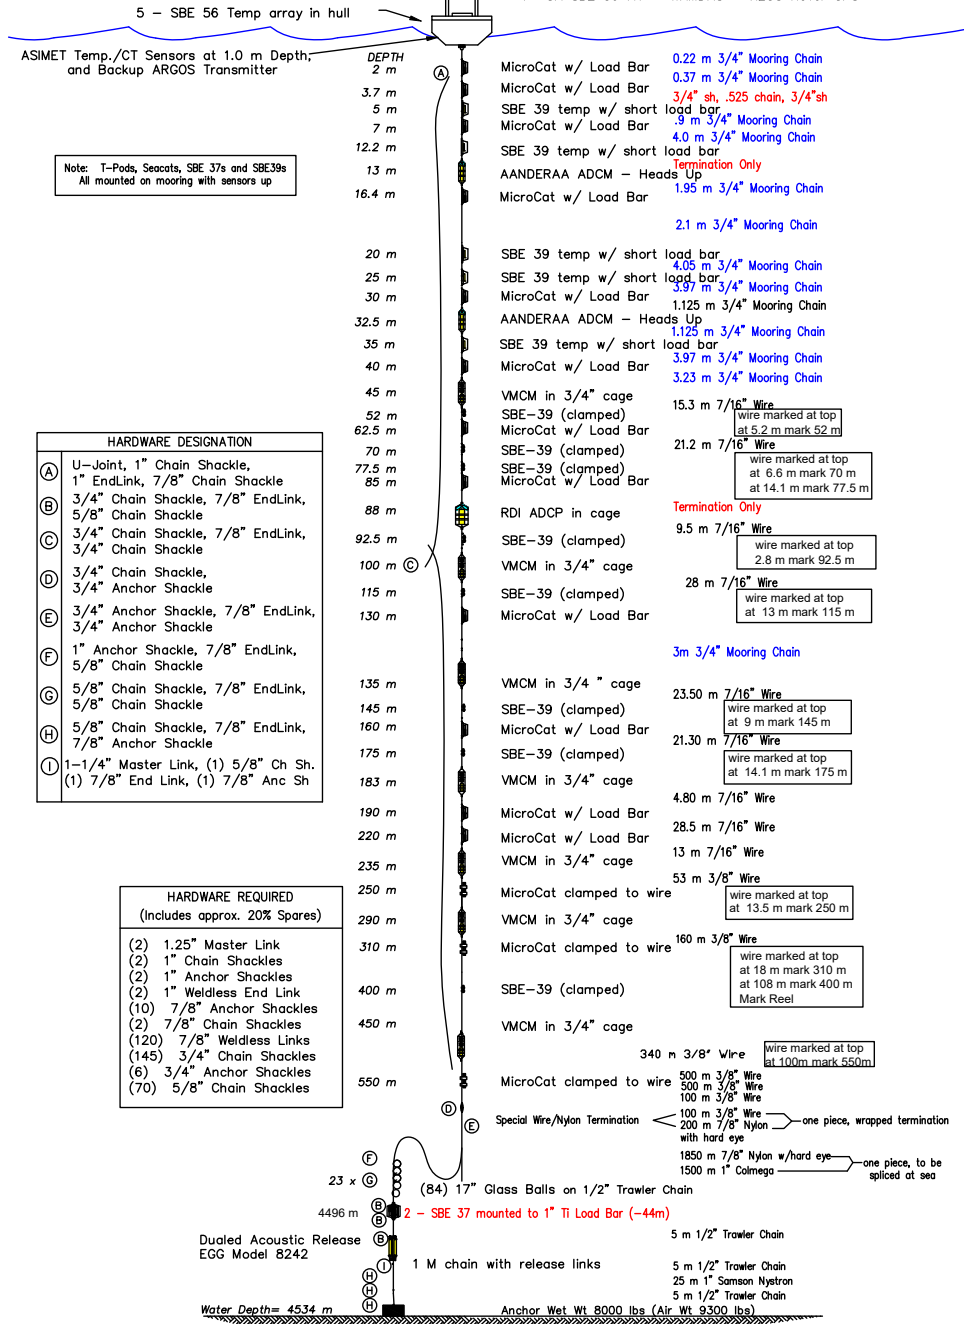 5 - SBE 56 Temp array in hull
ASIMET Temp./CT Sensors at 1.0 m Depth,
and Backup ARGOS Transmitter
Note: T-Pods, Seacats, SBE 37s and SBE39s
All mounted on mooring with sensors up
DEPTH
2 m
A
MicroCat w/ Load Bar
0.22 m 3/4" Mooring Chain
0.37 m 3/4" Mooring Chain
3.7 m
MicroCat w/ Load Bar
3/4" sh, .525 chain, 3/4"sh
5 m
SBE 39 temp w/ short load bar
.9 m 3/4" Mooring Chain
7 m
MicroCat w/ Load Bar
4.0 m 3/4" Mooring Chain
12.2 m
SBE 39 temp w/ short load bar
Termination Only
13 m
AANDERAA ADCM - Heads Up
1.95 m 3/4" Mooring Chain
16.4 m
MicroCat w/ Load Bar
2.1 m 3/4" Mooring Chain
20 m
SBE 39 temp w/ short load bar
4.05 m 3/4" Mooring Chain
25 m
SBE 39 temp w/ short load bar
3.97 m 3/4" Mooring Chain
30 m
MicroCat w/ Load Bar
1.125 m 3/4" Mooring Chain
32.5 m
AANDERAA ADCM - Heads Up
1.125 m 3/4" Mooring Chain
35 m
SBE 39 temp w/ short load bar
3.97 m 3/4" Mooring Chain
40 m
MicroCat w/ Load Bar
3.23 m 3/4" Mooring Chain
45 m
VMCM in 3/4" cage
15.3 m 7/16" Wire
52 m
SBE-39 (clamped)
wire marked at top
at 5.2 m mark 52 m
62.5 m
MicroCat w/ Load Bar
21.2 m 7/16" Wire
70 m
SBE-39 (clamped)
wire marked at top
at 6.6 m mark 70 m
at 14.1 m mark 77.5 m
77.5 m
SBE-39 (clamped)
85 m
MicroCat w/ Load Bar
88 m
RDI ADCP in cage
Termination Only
9.5 m 7/16" Wire
92.5 m
SBE-39 (clamped)
wire marked at top
2.8 m mark 92.5 m
100 m
C
VMCM in 3/4" cage
28 m 7/16" Wire
115 m
SBE-39 (clamped)
wire marked at top
at 13 m mark 115 m
130 m
MicroCat w/ Load Bar
3m 3/4" Mooring Chain
135 m
VMCM in 3/4 " cage
23.50 m 7/16" Wire
145 m
SBE-39 (clamped)
wire marked at top
at 9 m mark 145 m
160 m
MicroCat w/ Load Bar
21.30 m 7/16" Wire
175 m
SBE-39 (clamped)
wire marked at top
at 14.1 m mark 175 m
183 m
VMCM in 3/4" cage
4.80 m 7/16" Wire
190 m
MicroCat w/ Load Bar
28.5 m 7/16" Wire
220 m
MicroCat w/ Load Bar
13 m 7/16" Wire
235 m
VMCM in 3/4" cage
53 m 3/8" Wire
250 m
MicroCat clamped to wire
wire marked at top
at 13.5 m mark 250 m
290 m
VMCM in 3/4" cage
160 m 3/8" Wire
310 m
MicroCat clamped to wire
wire marked at top
at 18 m mark 310 m
at 108 m mark 400 m
Mark Reel
400 m
SBE-39 (clamped)
450 m
VMCM in 3/4" cage
340 m 3/8" Wire
wire marked at top
at 100m mark 550m
550 m
MicroCat clamped to wire
500 m 3/8" Wire
500 m 3/8" Wire
100 m 3/8" Wire
D
E
Special Wire/Nylon Termination
100 m 3/8" Wire
200 m 7/8" Nylon
with hard eye
one piece, wrapped termination
1850 m 7/8" Nylon w/hard eye
1500 m 1" Colmega
one piece, to be
spliced at sea
F
23 x G
(84) 17" Glass Balls on 1/2" Trawler Chain
4496 m
B
B
2 - SBE 37 mounted to 1" Ti Load Bar (-44m)
5 m 1/2" Trawler Chain
Dualed Acoustic Release
EGG Model 8242
B
I
1 M chain with release links
5 m 1/2" Trawler Chain
H
25 m 1" Samson Nystron
H
5 m 1/2" Trawler Chain
H
Water Depth= 4534 m
Anchor Wet Wt 8000 lbs (Air Wt 9300 lbs)
HARDWARE DESIGNATION
A U-Joint, 1" Chain Shackle,
1" EndLink, 7/8" Chain Shackle
B 3/4" Chain Shackle, 7/8" EndLink,
5/8" Chain Shackle
C 3/4" Chain Shackle, 7/8" EndLink,
3/4" Chain Shackle
D 3/4" Chain Shackle,
3/4" Anchor Shackle
E 3/4" Anchor Shackle, 7/8" EndLink,
3/4" Anchor Shackle
F 1" Anchor Shackle, 7/8" EndLink,
5/8" Chain Shackle
G 5/8" Chain Shackle, 7/8" EndLink,
5/8" Chain Shackle
H 5/8" Chain Shackle, 7/8" EndLink,
7/8" Anchor Shackle
I 1-1/4" Master Link, (1) 5/8" Ch Sh.
(1) 7/8" End Link, (1) 7/8" Anc Sh
HARDWARE REQUIRED
(Includes approx. 20% Spares)
(2) 1.25" Master Link
(2) 1" Chain Shackles
(2) 1" Anchor Shackles
(2) 1" Weldless End Link
(10) 7/8" Anchor Shackles
(2) 7/8" Chain Shackles
(120) 7/8" Weldless Links
(145) 3/4" Chain Shackles
(6) 3/4" Anchor Shackles
(70) 5/8" Chain Shackles